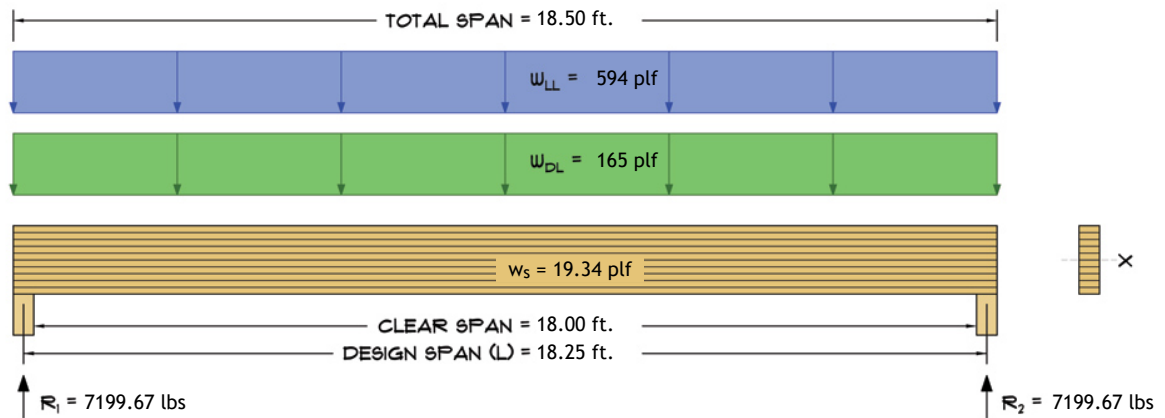 TOTAL SPAN = 18.50 ft.
wLL = 594 plf
wDL = 165 plf
ws = 19.34 plf
X
CLEAR SPAN = 18.00 ft.
DESIGN SPAN (L) = 18.25 ft.
R1 = 7199.67 lbs
R2 = 7199.67 lbs